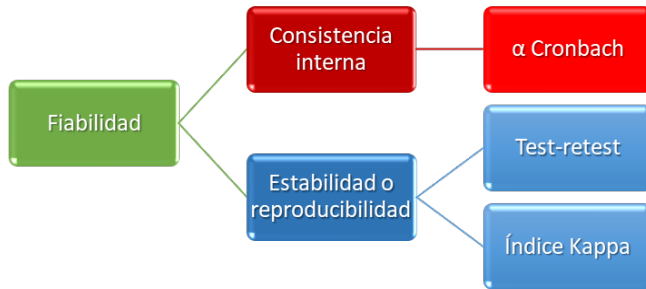 Fiabilidad
Consistencia
interna
α Cronbach
Estabilidad o
reproducibilidad
Test-retest
Índice Kappa